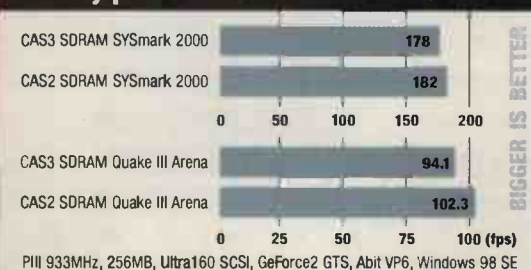 CAS3 SDRAM SYSmark 2000 178
CAS2 SDRAM SYSmark 2000 182
0 50 100 150 200
CAS3 SDRAM Quake III Arena 94.1
CAS2 SDRAM Quake III Arena 102.3
0 25 50 75 100 (fps)
BIGGER IS BETTER
PIII 933MHz, 256MB, Ultra160 SCSI, GeForce2 GTS, Abit VP6, Windows 98 SE